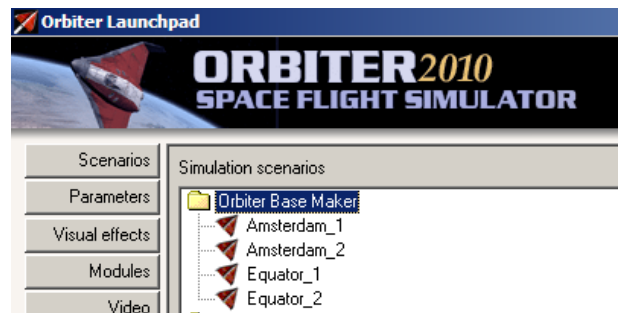 Orbiter Launchpad
ORBITER2010
SPACE FLIGHT SIMULATOR
Scenarios
Simulation scenarios
Parameters
Orbiter Base Maker
Amsterdam_1
Visual effects
Amsterdam_2
Modules
Equator_1
Equator_2
Video